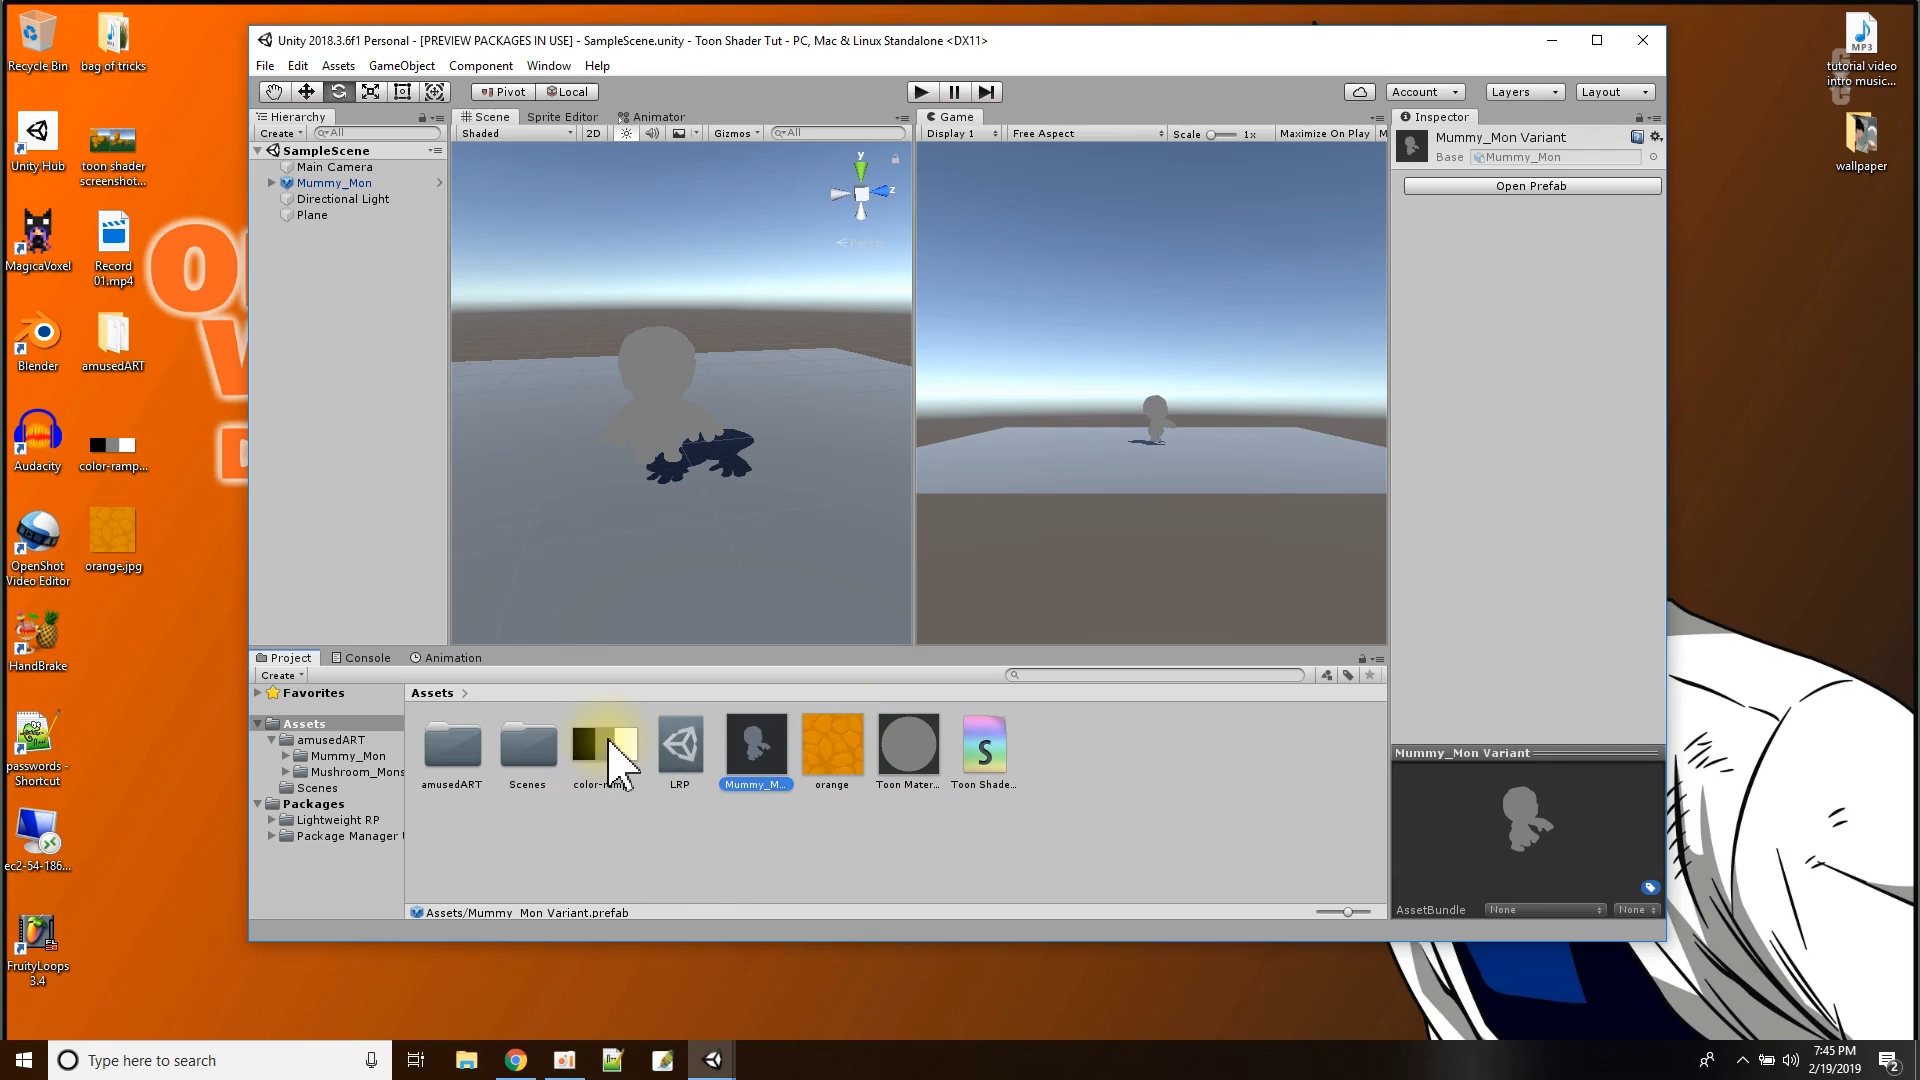 Unity 2018.3.6f1 Personal - [PREVIEW PACKAGES IN USE] - SampleScene.unity - Toon Shader Tut - PC, Mac & Linux Standalone <DX11>
File Edit Assets GameObject Component Window Help
Pivot Local Account Layers Layout
Hierarchy Scene Sprite Editor Animator Game Inspector
Create All Shaded 2D Gizmos All Display 1 Free Aspect Scale 1x Maximize On Play M
SampleScene
Main Camera
Mummy_Mon
Directional Light
Plane
y
z
Persp
Mummy_Mon Variant
Base Mummy_Mon
Open Prefab
Project Console Animation
Create
Favorites
Assets
amusedART
Mummy_Mon
Mushroom_Mons
Scenes
Packages
Lightweight RP
Package Manager
Assets
amusedART Scenes LRP Mummy_M... orange Toon Mater... Toon Shade...
S
Assets/Mummy_Mon Variant.prefab
Mummy_Mon Variant
AssetBundle None None
Recycle Bin
bag of tricks
Unity Hub
toon shader
screenshot...
MagicaVoxel
Record
01.mp4
Blender
amusedART
Audacity
color-ramp...
OpenShot
Video Editor
orange.jpg
HandBrake
passwords -
Shortcut
ec2-54-186...
FruityLoops
3.4
MP3
tutorial video
intro music...
wallpaper
Type here to search
7:45 PM
2/19/2019
2